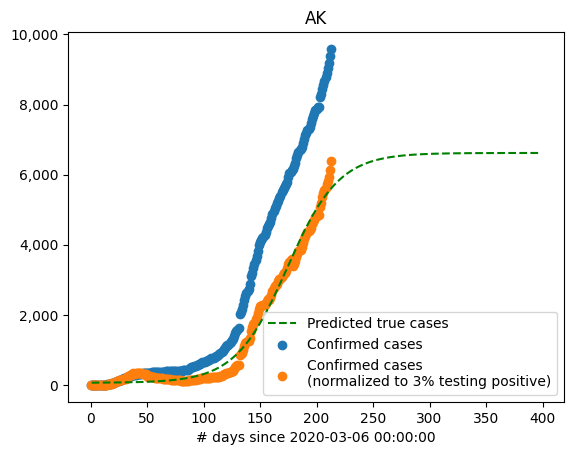 AK
10,000
8,000
6,000
4,000
2,000
0
Predicted true cases
Confirmed cases
Confirmed cases
(normalized to 3% testing positive)
0 50 100 150 200 250 300 350 400
# days since 2020-03-06 00:00:00